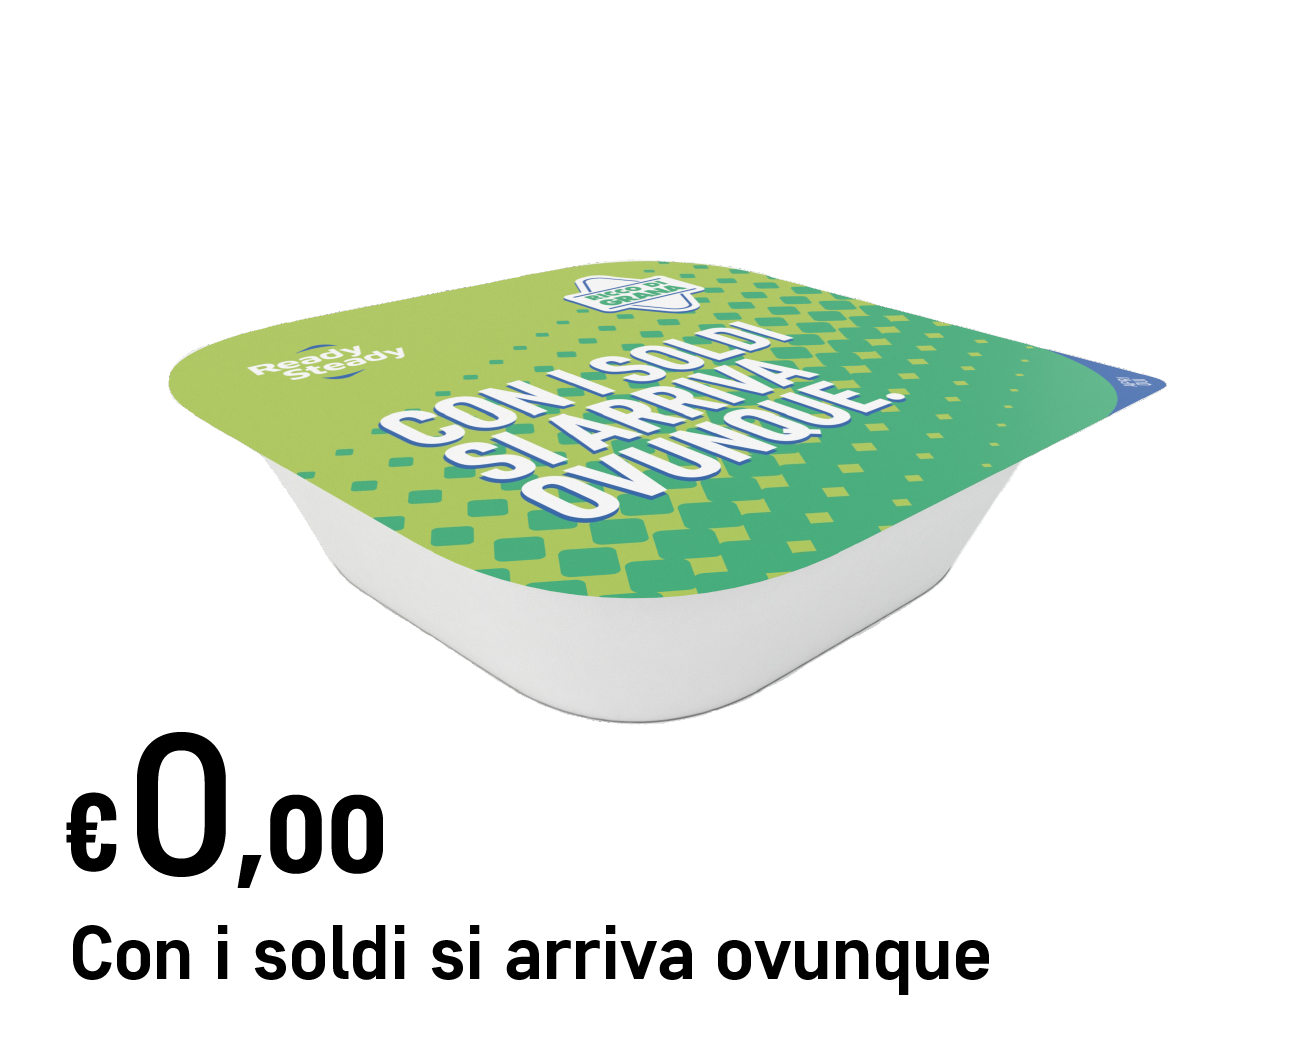 RICCO DI
GRANA
Ready
Steady
CON I SOLDI
SI ARRIVA
OVUNQUE.
€0,00
Con i soldi si arriva ovunque